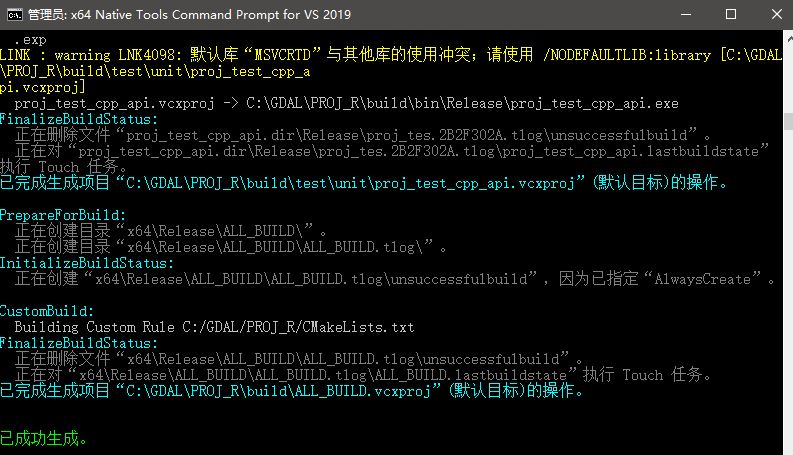 管理员: x64 Native Tools Command Prompt for VS 2019
.exp
LINK : warning LNK4098: 默认库“MSVCRTD”与其他库的使用冲突；请使用 /NODEFAULTLIB:library [C:\GDAL
\PROJ_R\build\test\unit\proj_test_cpp_a
pi.vcxproj]
proj_test_cpp_api.vcxproj -> C:\GDAL\PROJ_R\build\bin\Release\proj_test_cpp_api.exe
FinalizeBuildStatus:
正在删除文件“proj_test_cpp_api.dir\Release\proj_tes.2B2F302A.tlog\unsuccessfulbuild”。
正在对“proj_test_cpp_api.dir\Release\proj_tes.2B2F302A.tlog\proj_test_cpp_api.lastbuildstate”
执行 Touch 任务。
已完成生成项目“C:\GDAL\PROJ_R\build\test\unit\proj_test_cpp_api.vcxproj”(默认目标)的操作。
PrepareForBuild:
正在创建目录“x64\Release\ALL_BUILD\”。
正在创建目录“x64\Release\ALL_BUILD\ALL_BUILD.tlog\”。
InitializeBuildStatus:
正在创建“x64\Release\ALL_BUILD\ALL_BUILD.tlog\unsuccessfulbuild”，因为已指定“AlwaysCreate”。
CustomBuild:
Building Custom Rule C:/GDAL/PROJ_R/CMakeLists.txt
FinalizeBuildStatus:
正在删除文件“x64\Release\ALL_BUILD\ALL_BUILD.tlog\unsuccessfulbuild”。
正在对“x64\Release\ALL_BUILD\ALL_BUILD.tlog\ALL_BUILD.lastbuildstate”执行 Touch 任务。
已完成生成项目“C:\GDAL\PROJ_R\build\ALL_BUILD.vcxproj”(默认目标)的操作。
已成功生成。